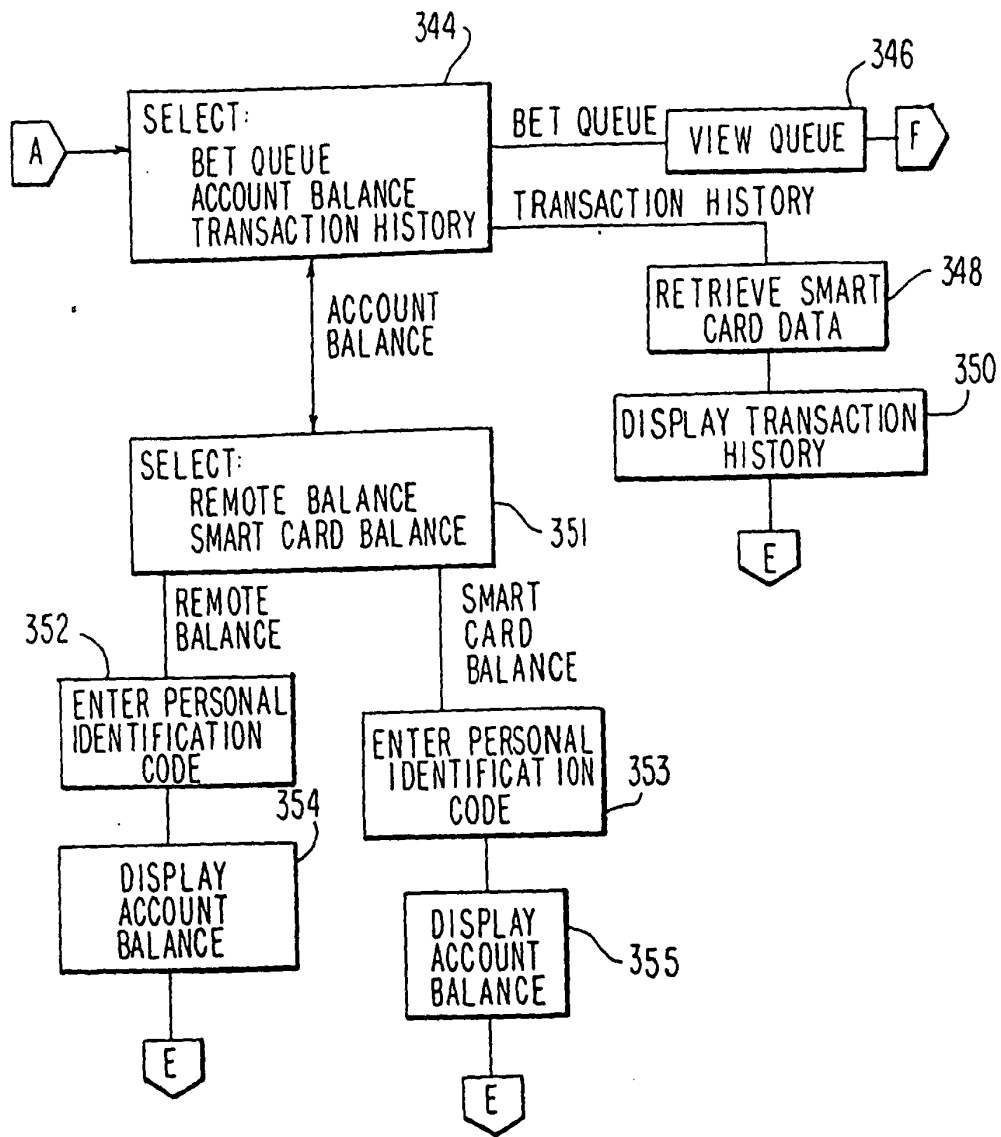 344
346
A
SELECT:
BET QUEUE
ACCOUNT BALANCE
TRANSACTION HISTORY
BET QUEUE
VIEW QUEUE
F
TRANSACTION HISTORY
348
RETRIEVE SMART
CARD DATA
350
DISPLAY TRANSACTION
HISTORY
E
ACCOUNT
BALANCE
SELECT:
REMOTE BALANCE
SMART CARD BALANCE
351
REMOTE
BALANCE
SMART
CARD
BALANCE
352
ENTER PERSONAL
IDENTIFICATION
CODE
353
ENTER PERSONAL
IDENTIFICATION
CODE
354
DISPLAY
ACCOUNT
BALANCE
355
DISPLAY
ACCOUNT
BALANCE
E
E